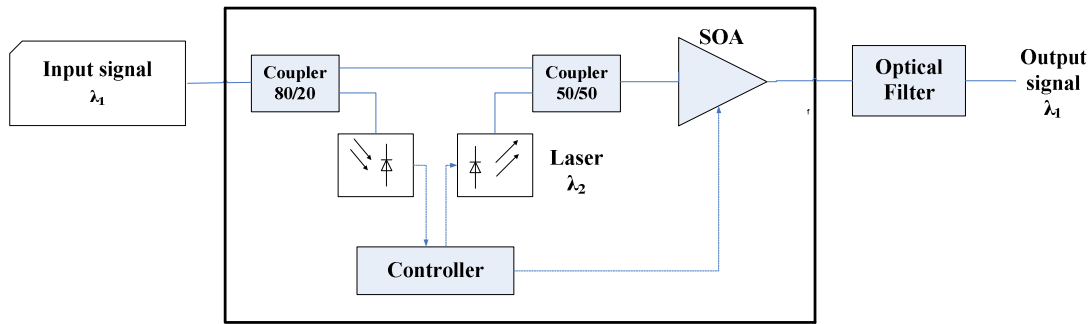 Input signal
λ₁
Coupler
80/20
Coupler
50/50
SOA
Optical
Filter
Output
signal
λ₁
Laser
λ₂
Controller